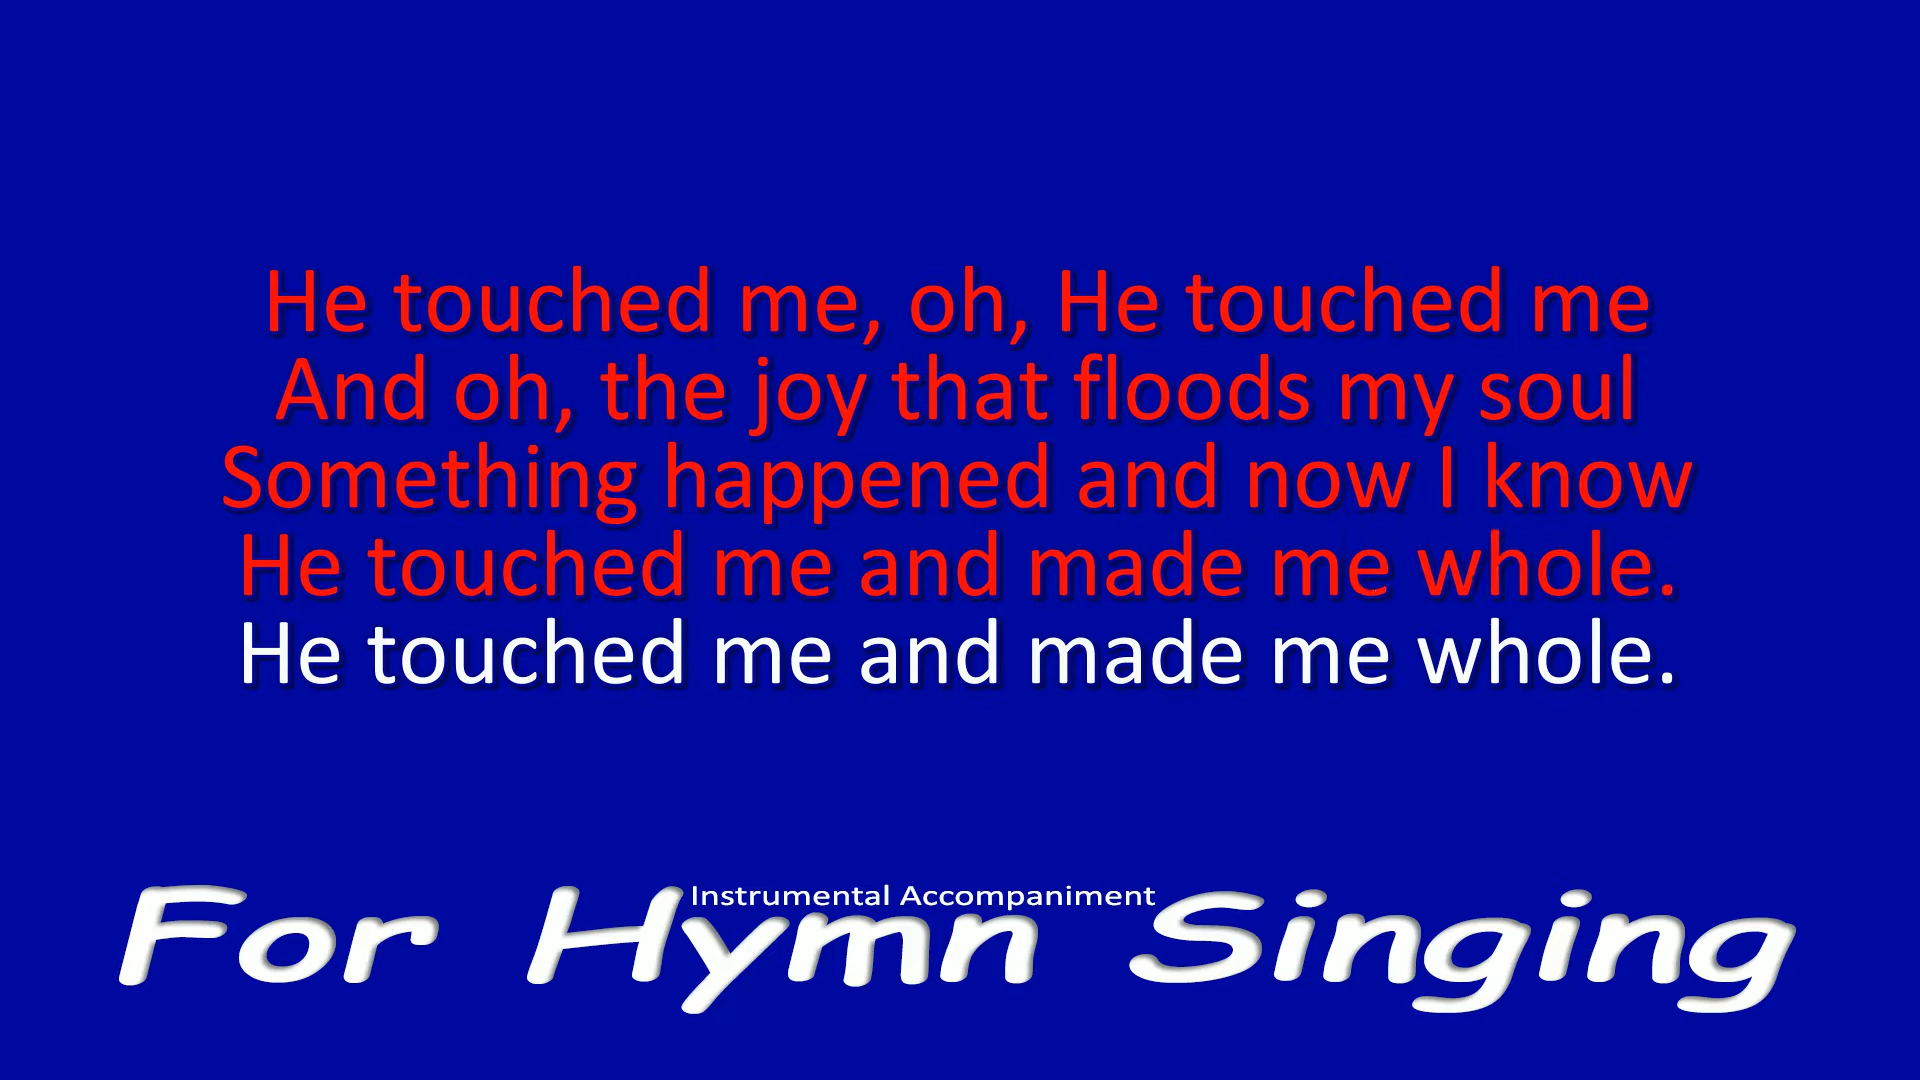 He touched me, oh, He touched me
And oh, the joy that floods my soul
Something happened and now I know
He touched me and made me whole.
He touched me and made me whole.
Instrumental Accompaniment
For Hymn Singing